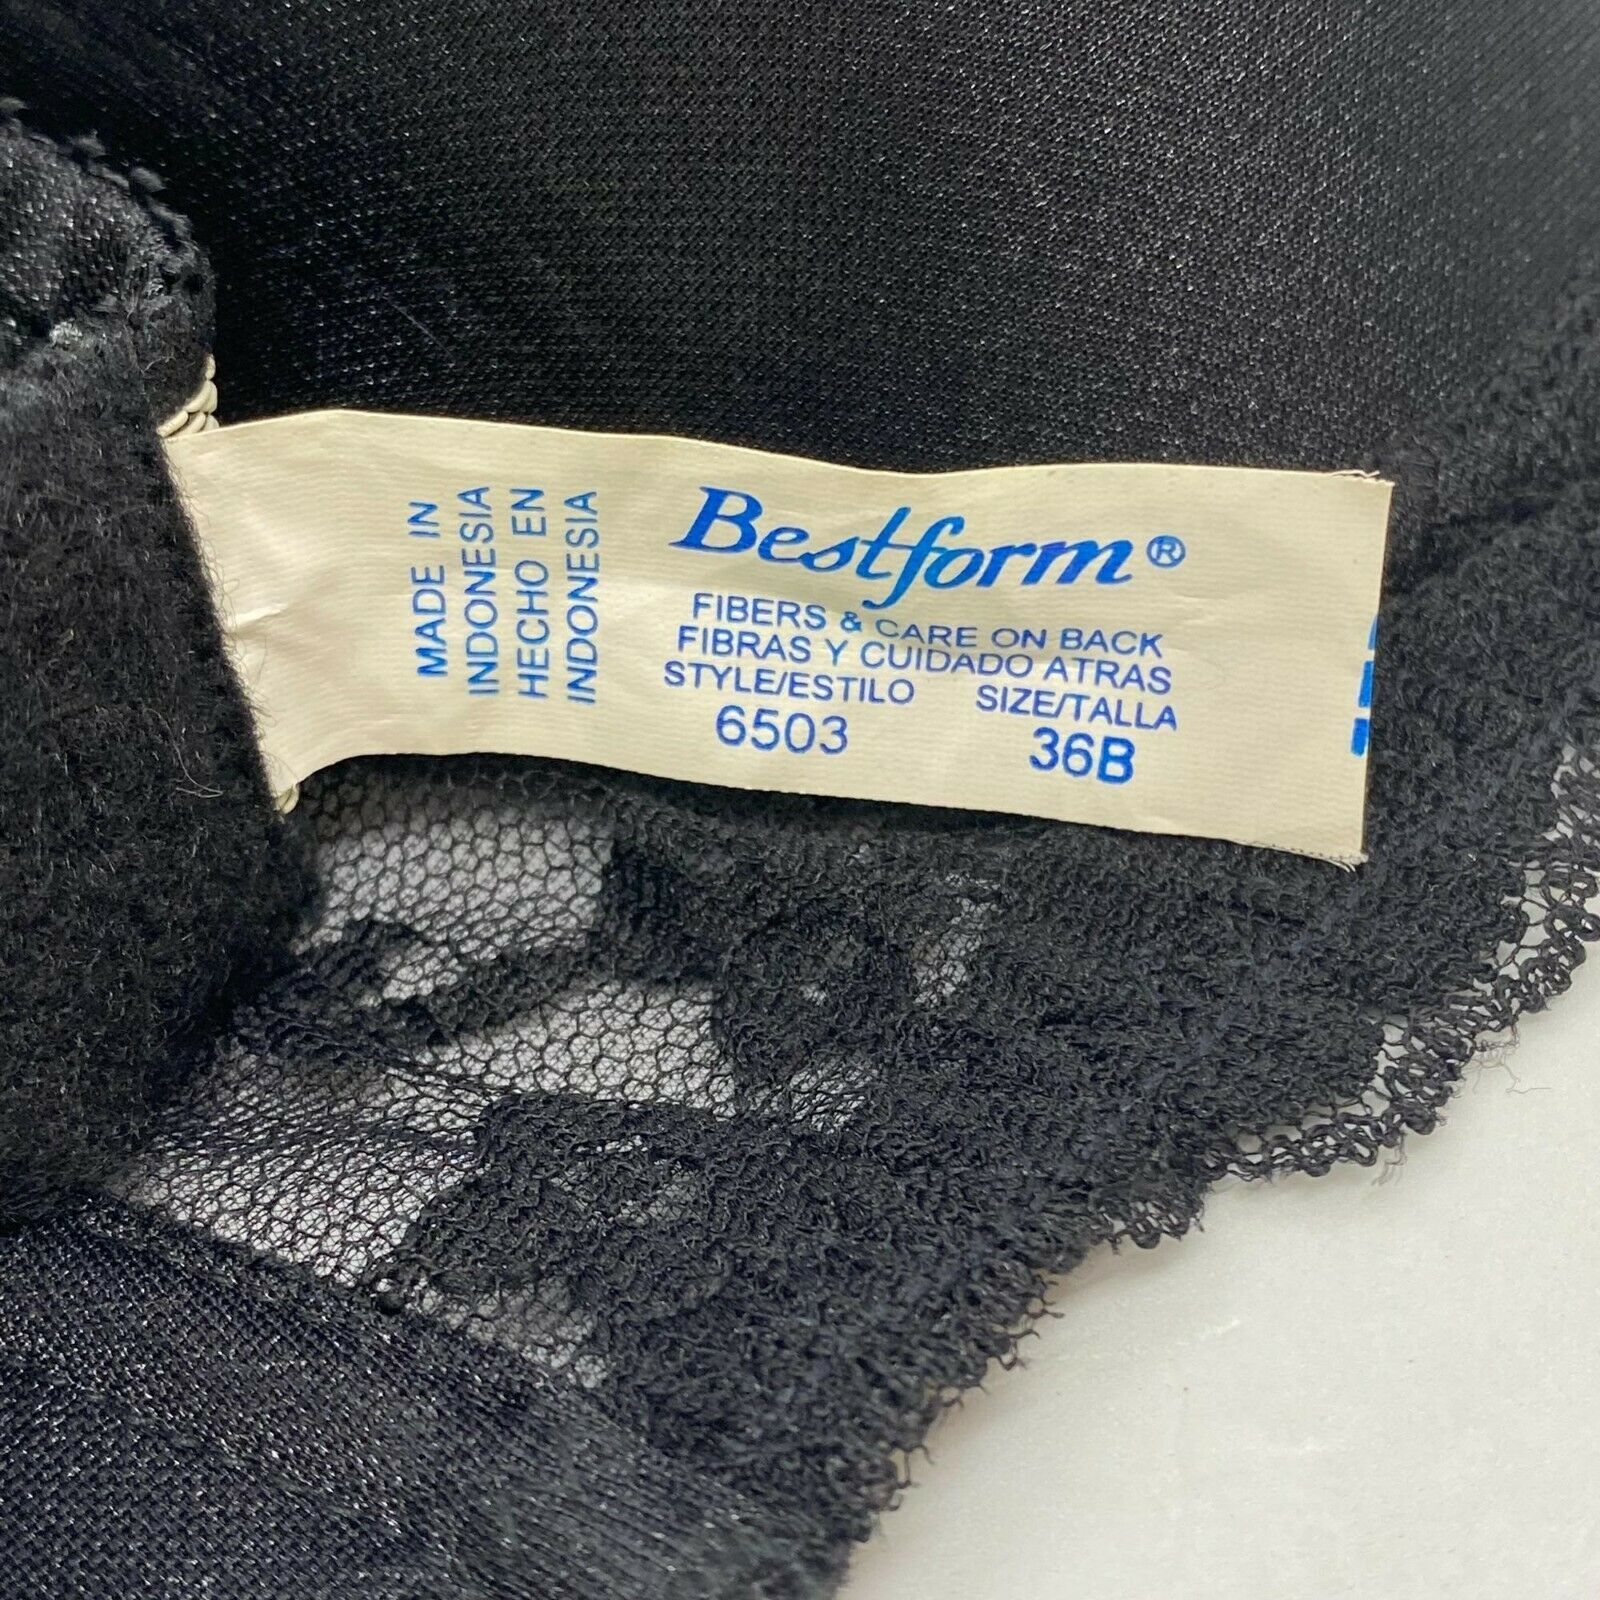 MADE IN
INDONESIA
HECHO EN
INDONESIA
Bestform®
FIBERS & CARE ON BACK
FIBRAS Y CUIDADO ATRAS
STYLE/ESTILO SIZE/TALLA
6503 36B